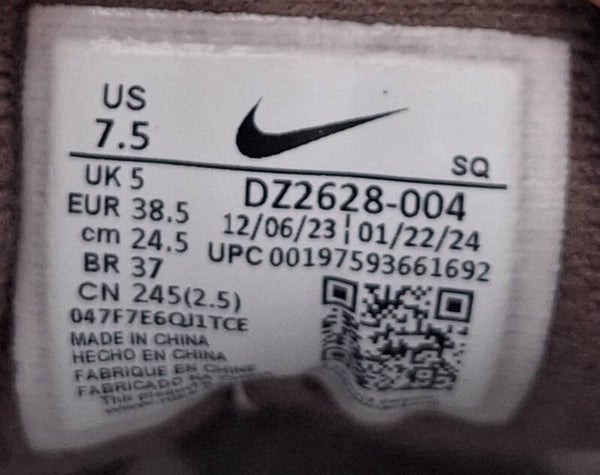 US
7.5
SQ
UK 5
DZ2628-004
EUR 38.5
12/06/23 | 01/22/24
cm 24.5
UPC 00197593661692
BR 37
CN 245(2.5)
047F7E6QJ1TCE
MADE IN CHINA
HECHO EN CHINA
FABRIQUE EN CHINE
FABRICADO NA